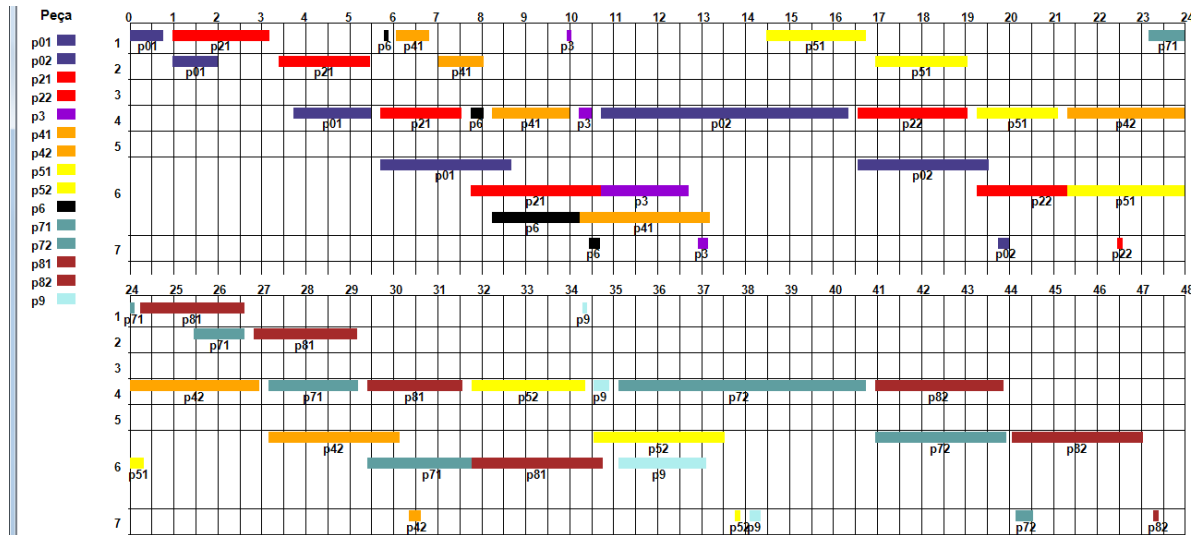 Peça
p01
p02
p21
p22
p3
p41
p42
p51
p52
p6
p71
p72
p81
p82
p9
0 1 2 3 4 5 6 7 8 9 10 11 12 13 14 15 16 17 18 19 20 21 22 23 24
1 p01 p21 p6 p41 p3 p51 p71
2 p01 p21 p41 p51
3
4 p01 p21 p6 p41 p3 p02 p22 p51 p42
5
p01 p02
6 p21 p3 p22 p51
p6 p41
7 p6 p3 p02 p22
24 25 26 27 28 29 30 31 32 33 34 35 36 37 38 39 40 41 42 43 44 45 46 47 48
1 p71 p81 p9
2 p71 p81
3
4 p42 p71 p81 p52 p9 p72 p82
5
p42 p52 p72 p82
6 p51 p71 p81 p9
7 p42 p52 p9 p72 p82